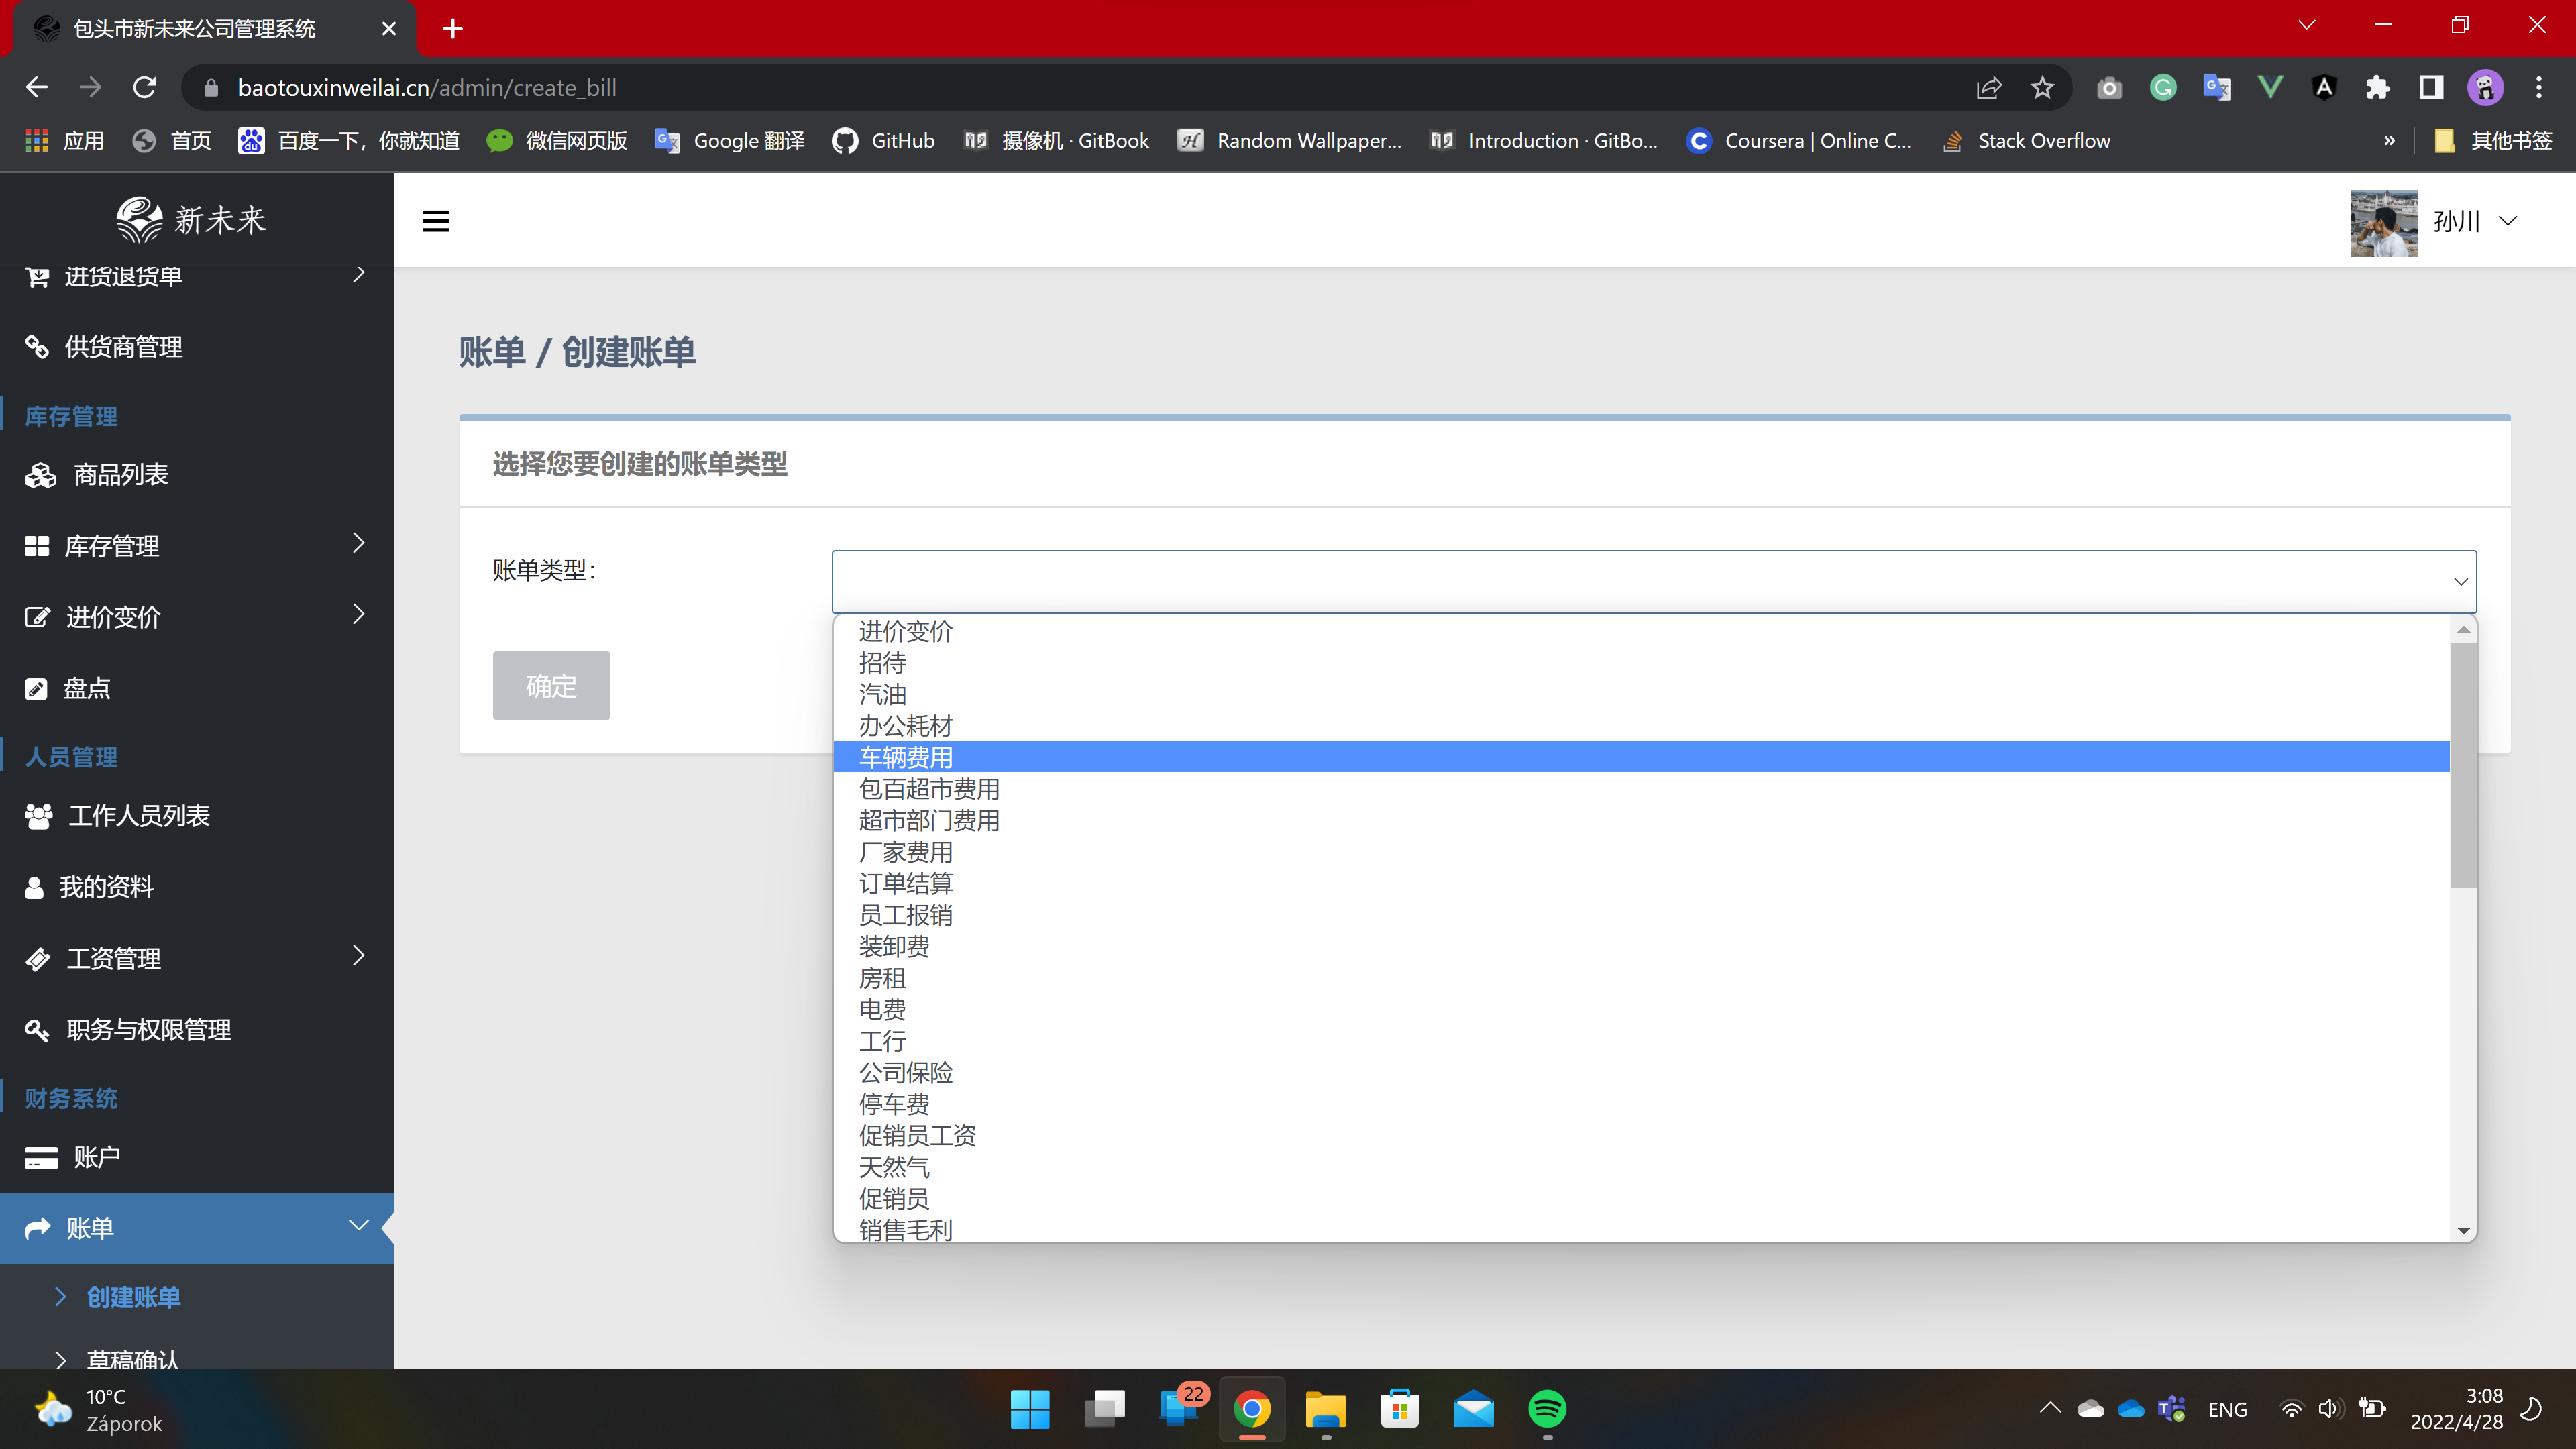 包头市新未来公司管理系统
baotouxinweilai.cn/admin/create_bill
应用
首页
百度一下，你就知道
微信网页版
Google 翻译
GitHub
摄像机 · GitBook
Random Wallpaper...
Introduction · GitBo...
Coursera | Online C...
Stack Overflow
»
其他书签
新未来
孙川
进货退货单
供货商管理
库存管理
商品列表
库存管理
进价变价
盘点
人员管理
工作人员列表
我的资料
工资管理
职务与权限管理
财务系统
账户
账单
创建账单
草稿确认
账单 / 创建账单
选择您要创建的账单类型
账单类型：
确定
进价变价
招待
汽油
办公耗材
车辆费用
包百超市费用
超市部门费用
厂家费用
订单结算
员工报销
装卸费
房租
电费
工行
公司保险
停车费
促销员工资
天然气
促销员
销售毛利
10°C
Záporok
22
ENG
3:08
2022/4/28